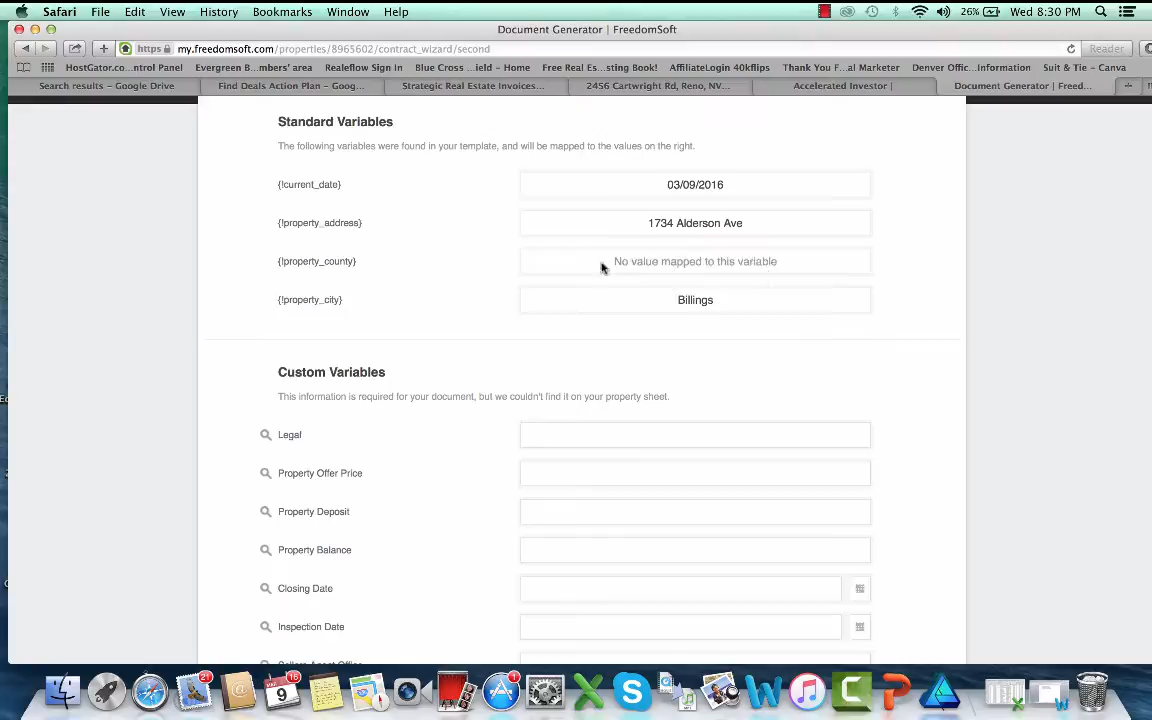 Safari File Edit View History Bookmarks Window Help 26% Wed 8:30 PM
Document Generator | FreedomSoft
https my.freedomsoft.com/properties/8965602/contract_wizard/second Reader
HostGator.co...ntrol Panel Evergreen B...mbers' area Realeflow Sign In Blue Cross ...ield – Home Free Real Es...sting Book! AffiliateLogin 40kflips Thank You F...al Marketer Denver Offic...Information Suit & Tie – Canva
Search results – Google Drive Find Deals Action Plan – Goog... Strategic Real Estate Invoices... 2456 Cartwright Rd, Reno, NV... Accelerated Investor | Document Generator | Freed...
Standard Variables
The following variables were found in your template, and will be mapped to the values on the right.
{!current_date} 03/09/2016
{!property_address} 1734 Alderson Ave
{!property_county} No value mapped to this variable
{!property_city} Billings
Custom Variables
This information is required for your document, but we couldn't find it on your property sheet.
Legal
Property Offer Price
Property Deposit
Property Balance
Closing Date
Inspection Date
21 MAR 9 16 1